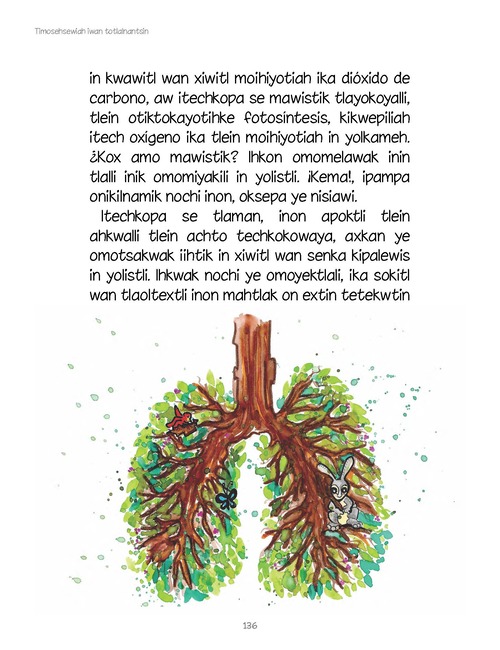 Timosehsewiah iwan totlalnantsin
in kwawitl wan xiwitl moihiyotiah ika dióxido de
carbono, aw itechkopa se mawistik tlayokoyalli,
tlein otiktokayotihke fotosíntesis, kikwepiliah
itech oxígeno ika tlein moihiyotiah in yolkameh.
¿Kox amo mawistik? Ihkon omomelawak inin
tlalli inik omomiyakili in yolistli. ¡Kema!, ipampa
onikilnamik nochi inon, oksepa ye nisiawi.
Itechkopa se tlaman, inon apoktli tlein
ahkwalli tlein achto techkokowaya, axkan ye
omotsakwak iihtik in xiwitl wan senka kipalewis
in yolistli. Ihkwak nochi ye omoyektlali, ika sokitl
wan tlaoltextli inon mahtlak on extin tetekwtin
136